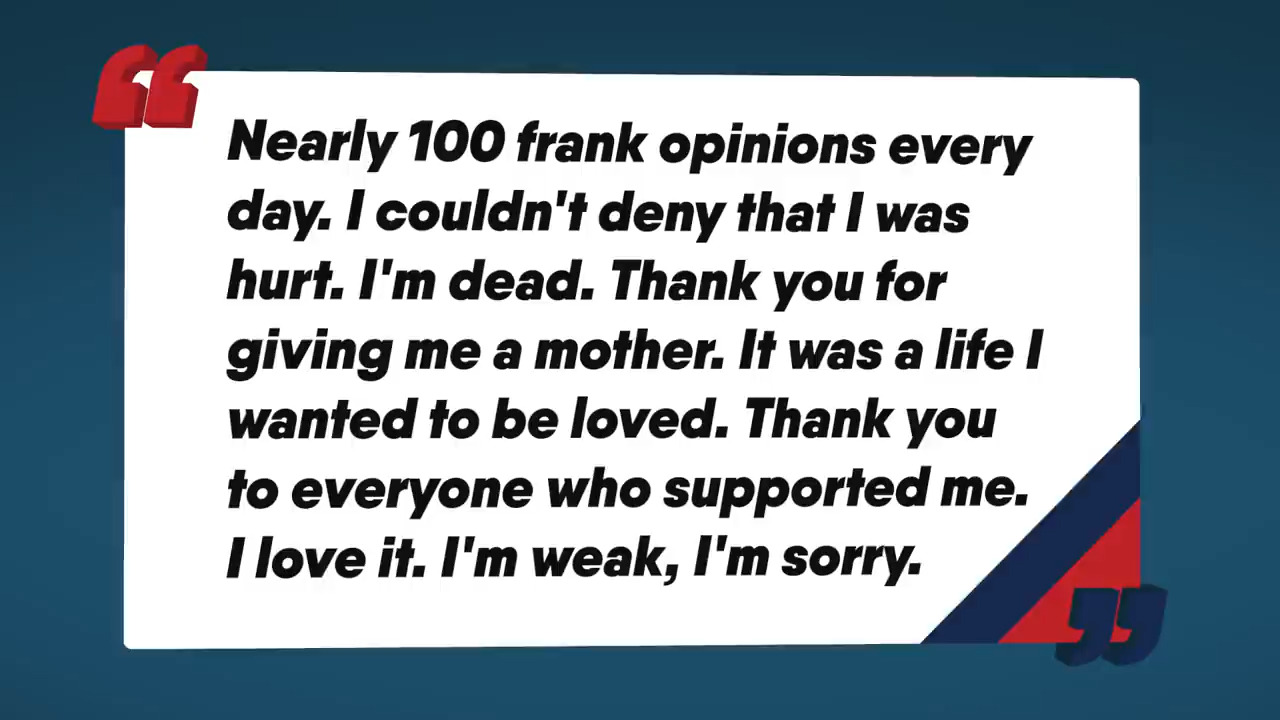 Nearly 100 frank opinions every
day. I couldn't deny that I was
hurt. I'm dead. Thank you for
giving me a mother. It was a life I
wanted to be loved. Thank you
to everyone who supported me.
I love it. I'm weak, I'm sorry.